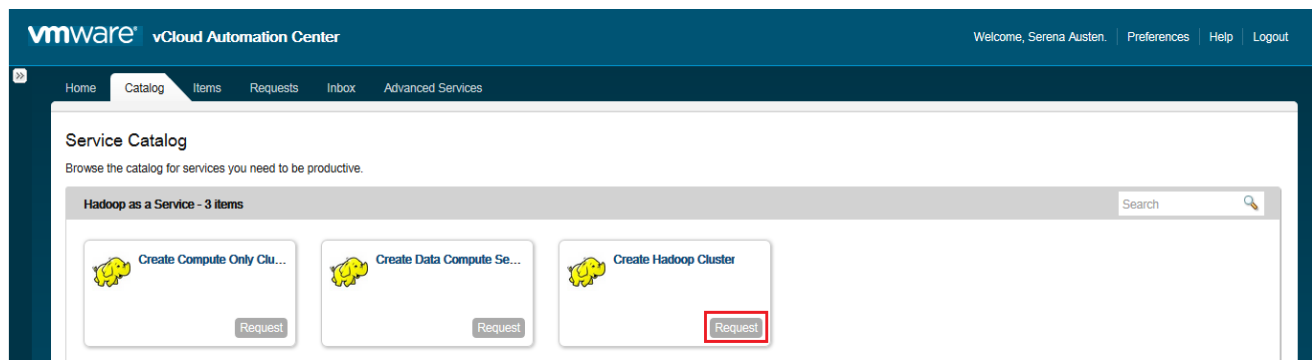 vmware® vCloud Automation Center
Welcome, Serena Austen. Preferences Help Logout
Home Catalog Items Requests Inbox Advanced Services
Service Catalog
Browse the catalog for services you need to be productive.
Hadoop as a Service - 3 items
Search
Create Compute Only Clu...
Create Data Compute Se...
Create Hadoop Cluster
Request
Request
Request